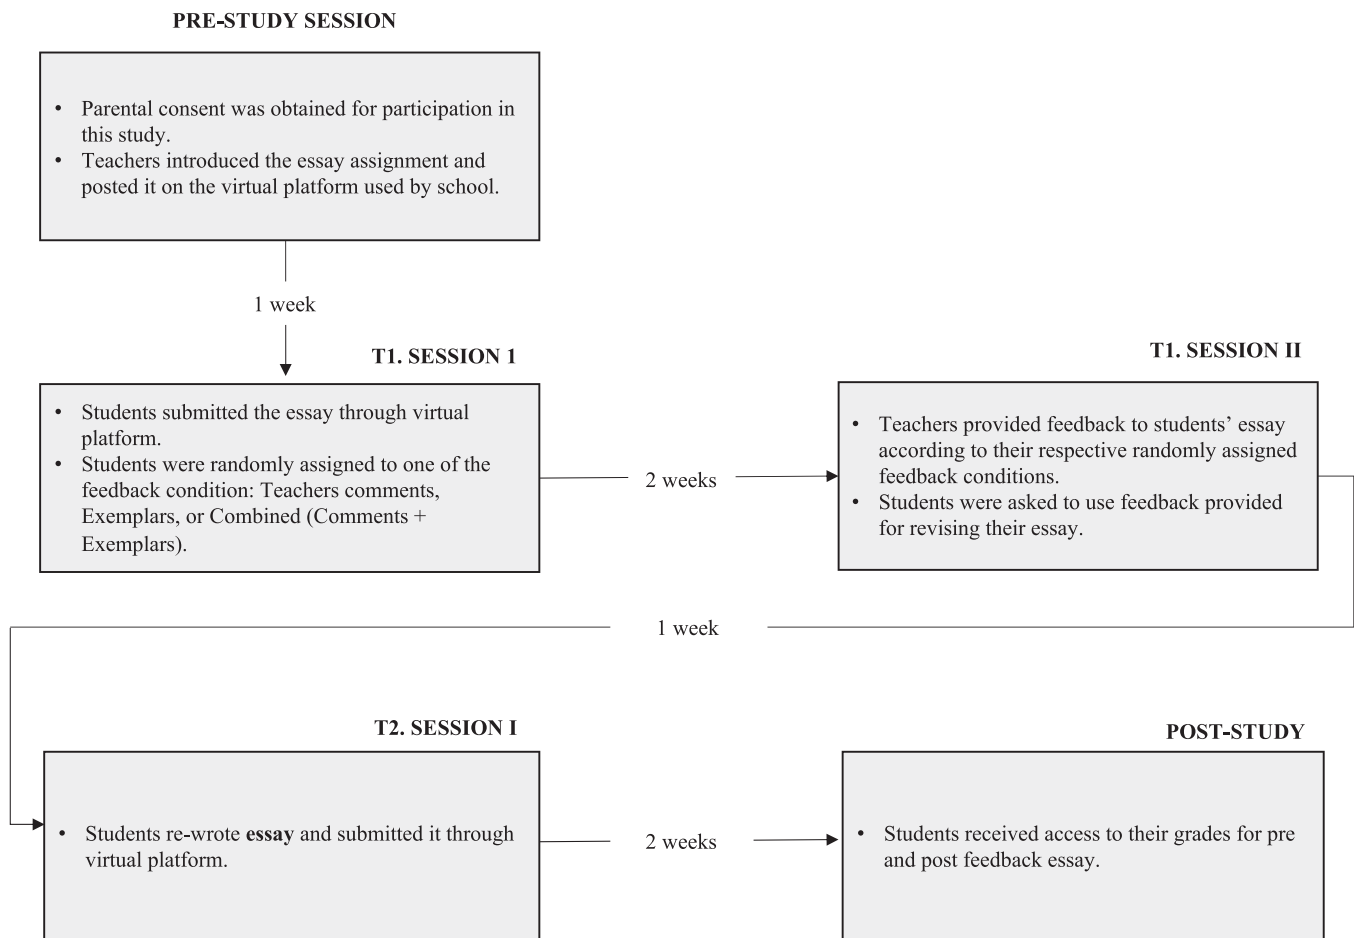 PRE-STUDY SESSION
• Parental consent was obtained for participation in
this study.
• Teachers introduced the essay assignment and
posted it on the virtual platform used by school.
1 week
T1. SESSION 1
• Students submitted the essay through virtual
platform.
• Students were randomly assigned to one of the
feedback condition: Teachers comments,
Exemplars, or Combined (Comments +
Exemplars).
2 weeks
T1. SESSION II
• Teachers provided feedback to students’ essay
according to their respective randomly assigned
feedback conditions.
• Students were asked to use feedback provided
for revising their essay.
1 week
T2. SESSION I
• Students re-wrote essay and submitted it through
virtual platform.
2 weeks
POST-STUDY
• Students received access to their grades for pre
and post feedback essay.